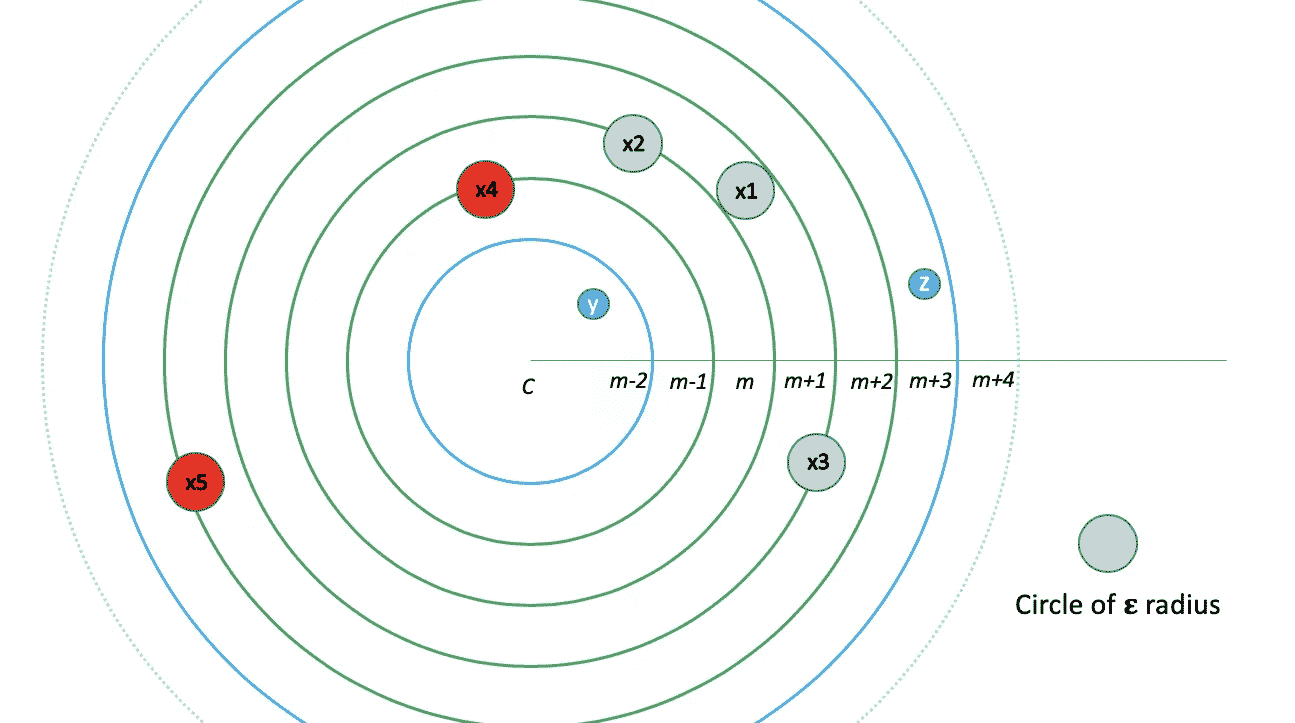 x2
x4
x1
Z
y
C
m-2
m-1
m
m+1
m+2
m+3
m+4
x3
x5
Circle of ε radius